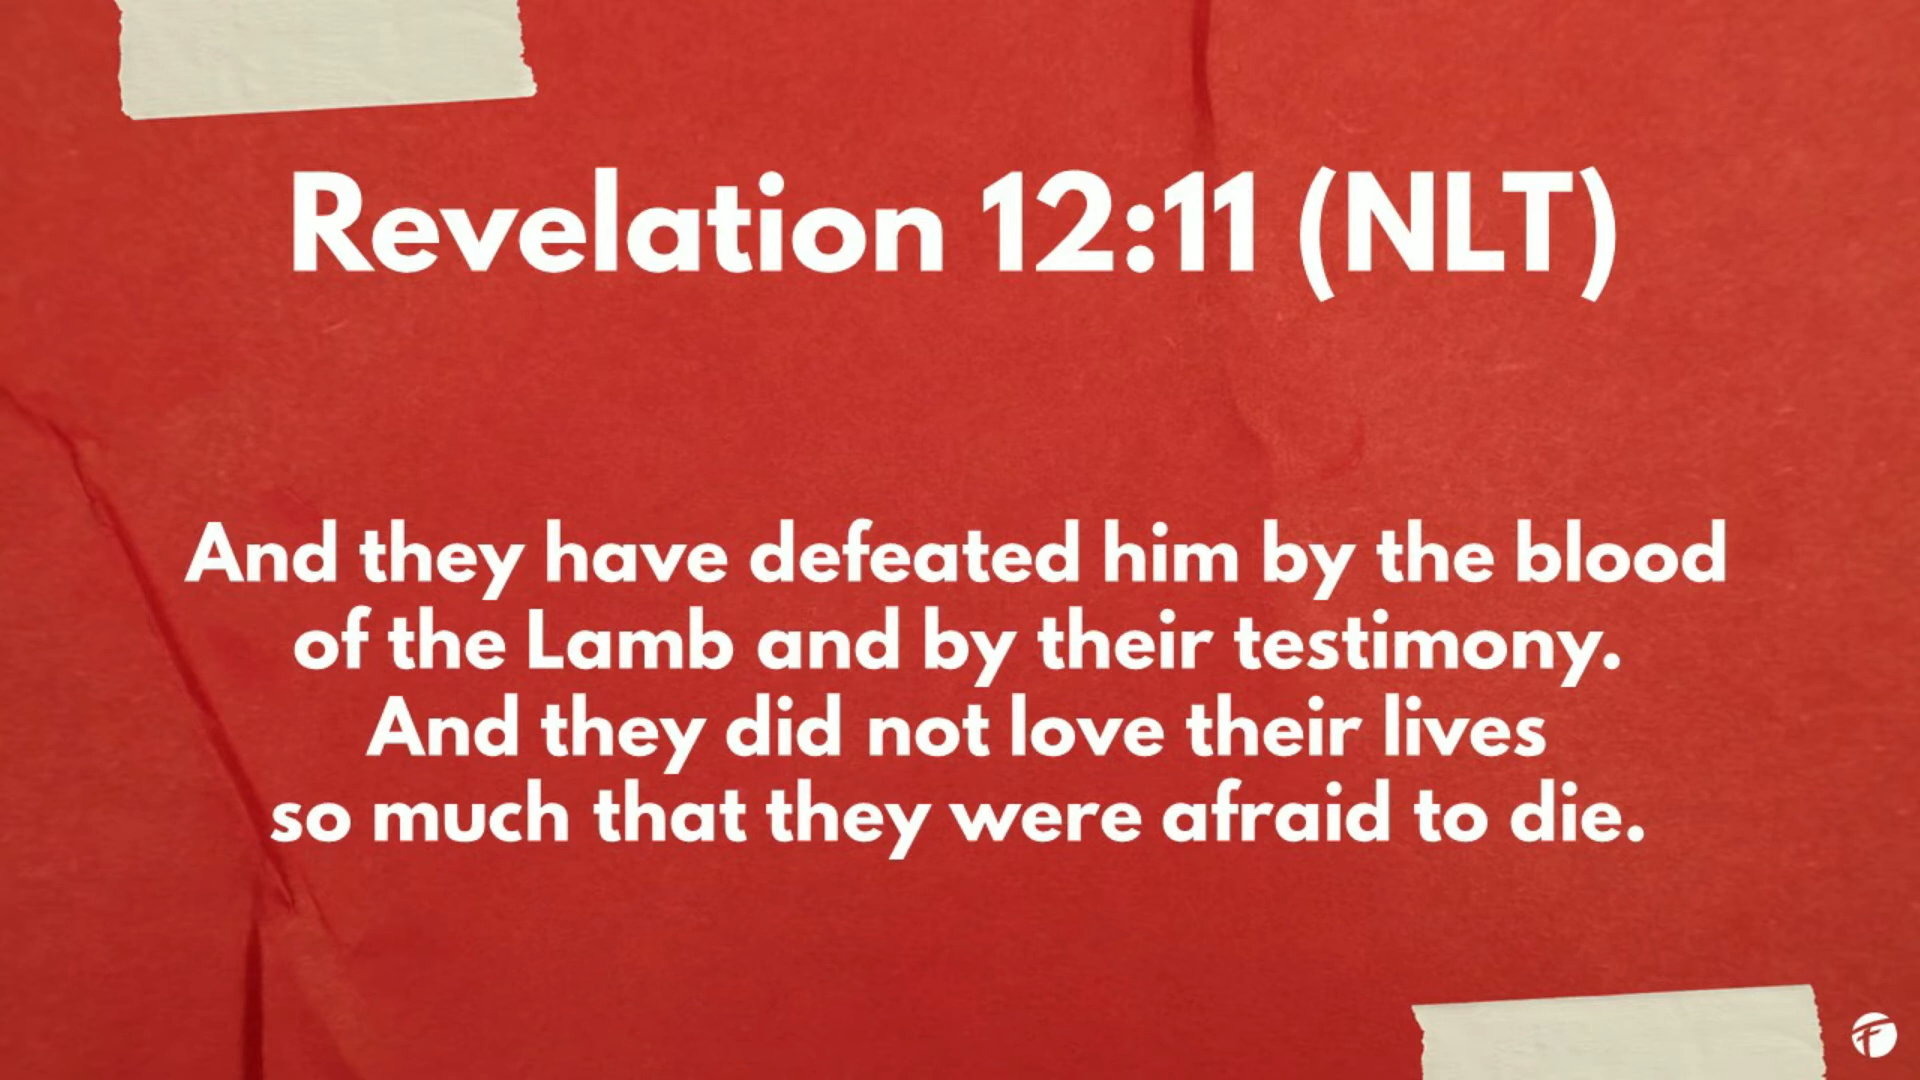 Revelation 12:11 (NLT)
And they have defeated him by the blood
of the Lamb and by their testimony.
And they did not love their lives
so much that they were afraid to die.